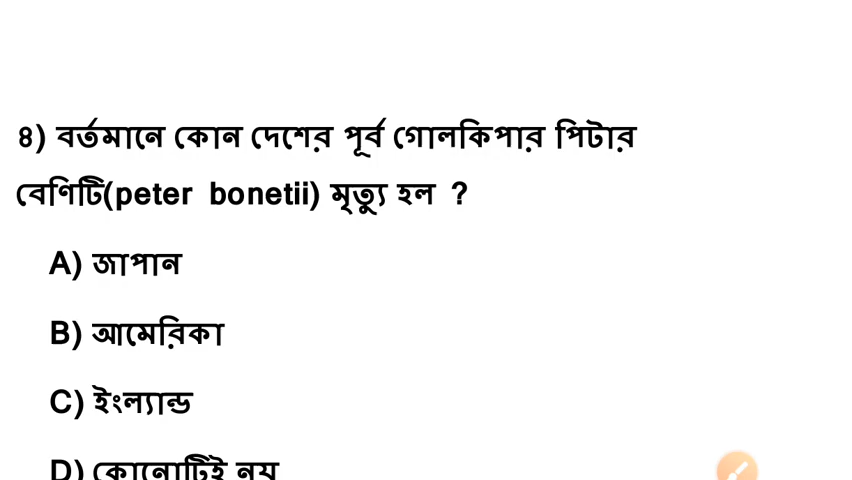 ৪) বর্তমানে কোন দেশের পূর্ব গোলকিপার পিটার
বেণিটি(peter bonetii) মৃত্যু হল ?
A) জাপান
B) আমেরিকা
C) ইংল্যান্ড
D) কোনোটিই নয়